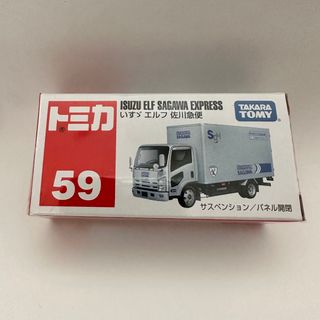 トミカ
ISUZU ELF SAGAWA EXPRESS
いすゞ エルフ 佐川急便
TAKARA
TOMY
59
サスペンション／パネル開閉